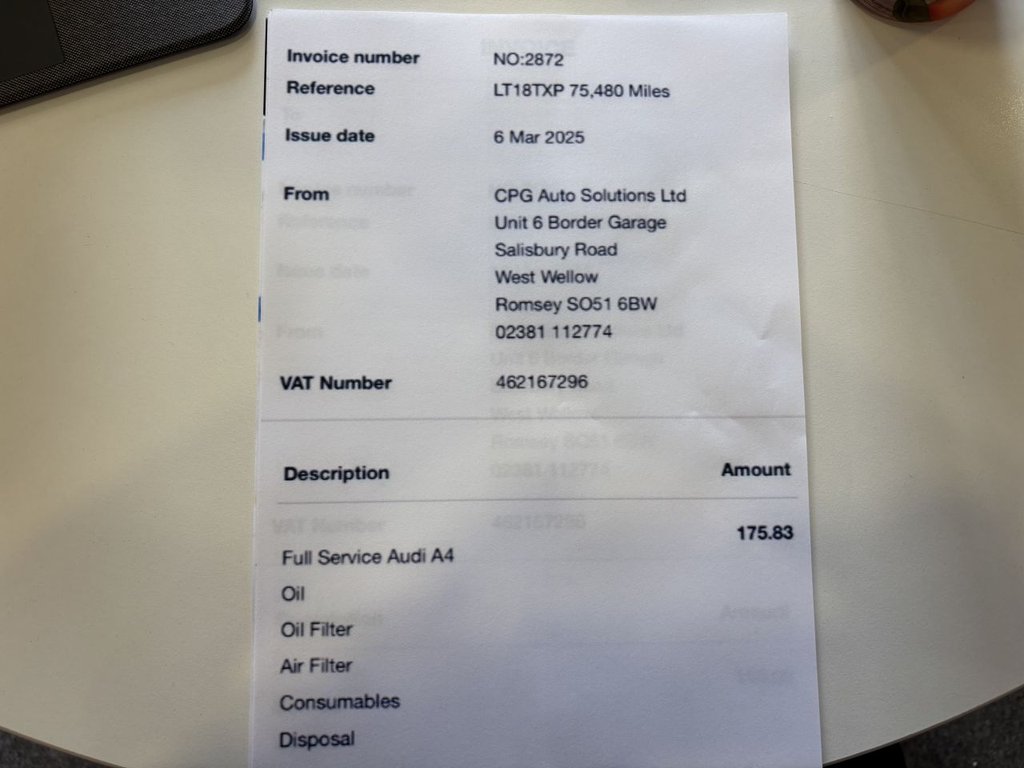 Invoice number NO:2872
Reference LT18TXP 75,480 Miles
Issue date 6 Mar 2025
From CPG Auto Solutions Ltd
Unit 6 Border Garage
Salisbury Road
West Wellow
Romsey SO51 6BW
02381 112774
VAT Number 462167296
Description Amount
175.83
Full Service Audi A4
Oil
Oil Filter
Air Filter
Consumables
Disposal